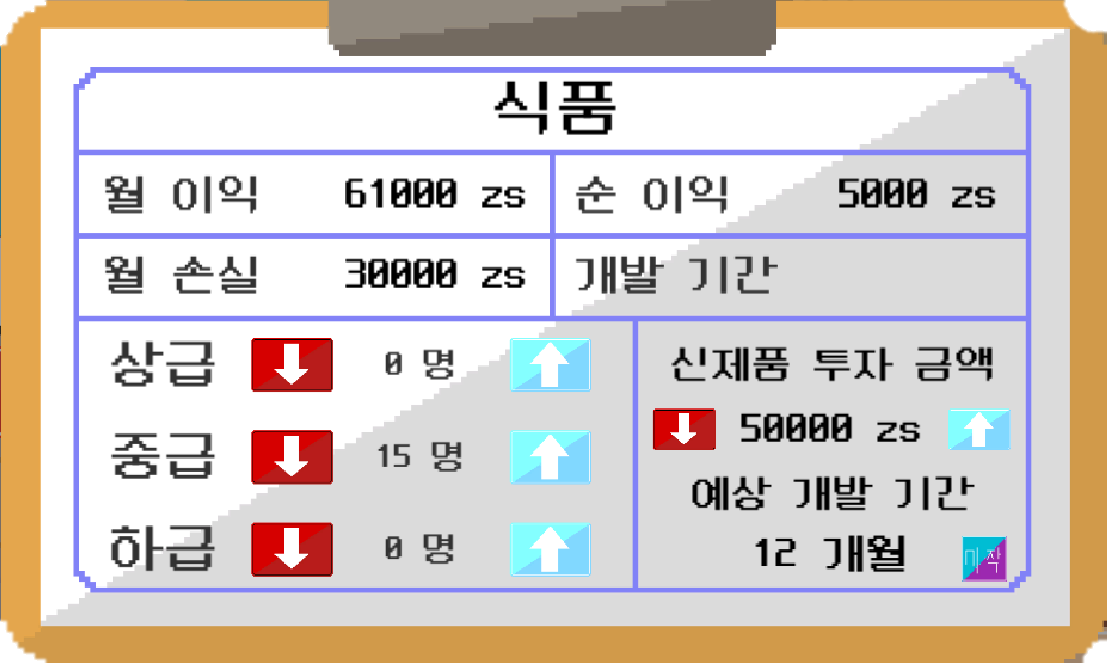 식품
월 이익 61000 zs 순 이익 5000 zs
월 손실 30000 zs 개발 기간
상급 0 명
중급 15 명
하급 0 명
신제품 투자 금액
50000 zs
예상 개발 기간
12 개월